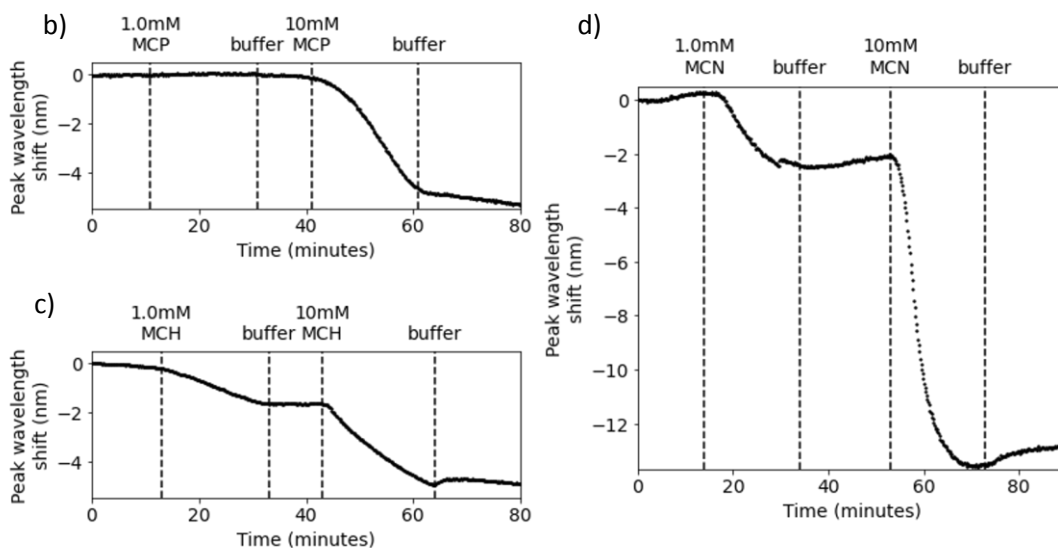 b)
1.0mM
MCP
buffer
10mM
MCP
buffer
0
−2
−4
Peak wavelength
shift (nm)
0
20
40
60
80
Time (minutes)
c)
1.0mM
MCH
buffer
10mM
MCH
buffer
0
−2
−4
Peak wavelength
shift (nm)
0
20
40
60
80
Time (minutes)
d)
1.0mM
MCN
buffer
10mM
MCN
buffer
0
−2
−4
−6
−8
−10
−12
Peak wavelength
shift (nm)
0
20
40
60
80
Time (minutes)